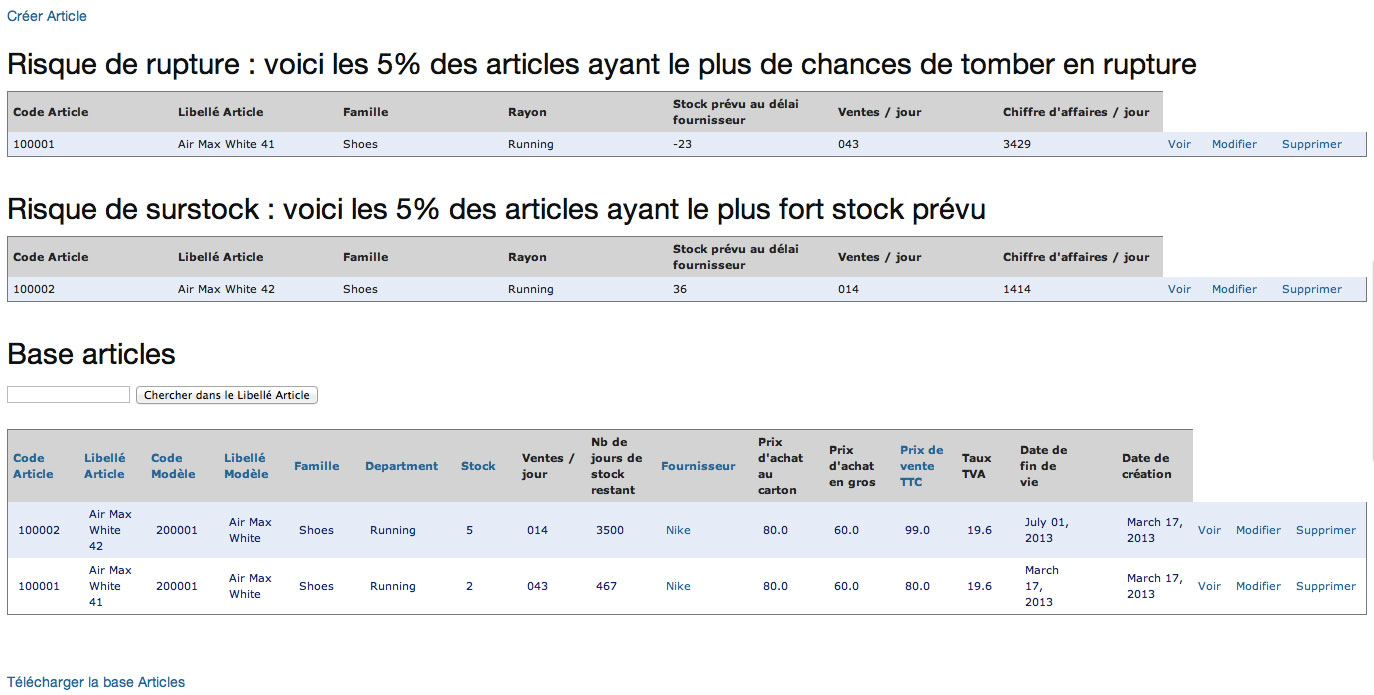 Créer Article
Risque de rupture : voici les 5% des articles ayant le plus de chances de tomber en rupture
Code Article Libellé Article Famille Rayon Stock prévu au délai fournisseur Ventes / jour Chiffre d'affaires / jour
100001 Air Max White 41 Shoes Running -23 043 3429 Voir Modifier Supprimer
Risque de surstock : voici les 5% des articles ayant le plus fort stock prévu
Code Article Libellé Article Famille Rayon Stock prévu au délai fournisseur Ventes / jour Chiffre d'affaires / jour
100002 Air Max White 42 Shoes Running 36 014 1414 Voir Modifier Supprimer
Base articles
Chercher dans le Libellé Article
Code Article Libellé Article Code Modèle Libellé Modèle Famille Department Stock Ventes / jour Nb de jours de stock restant Fournisseur Prix d'achat au carton Prix d'achat en gros Prix de vente TTC Taux TVA Date de fin de vie Date de création
100002 Air Max White 42 200001 Air Max White Shoes Running 5 014 3500 Nike 80.0 60.0 99.0 19.6 July 01, 2013 March 17, 2013 Voir Modifier Supprimer
100001 Air Max White 41 200001 Air Max White Shoes Running 2 043 467 Nike 80.0 60.0 80.0 19.6 March 17, 2013 March 17, 2013 Voir Modifier Supprimer
Télécharger la base Articles